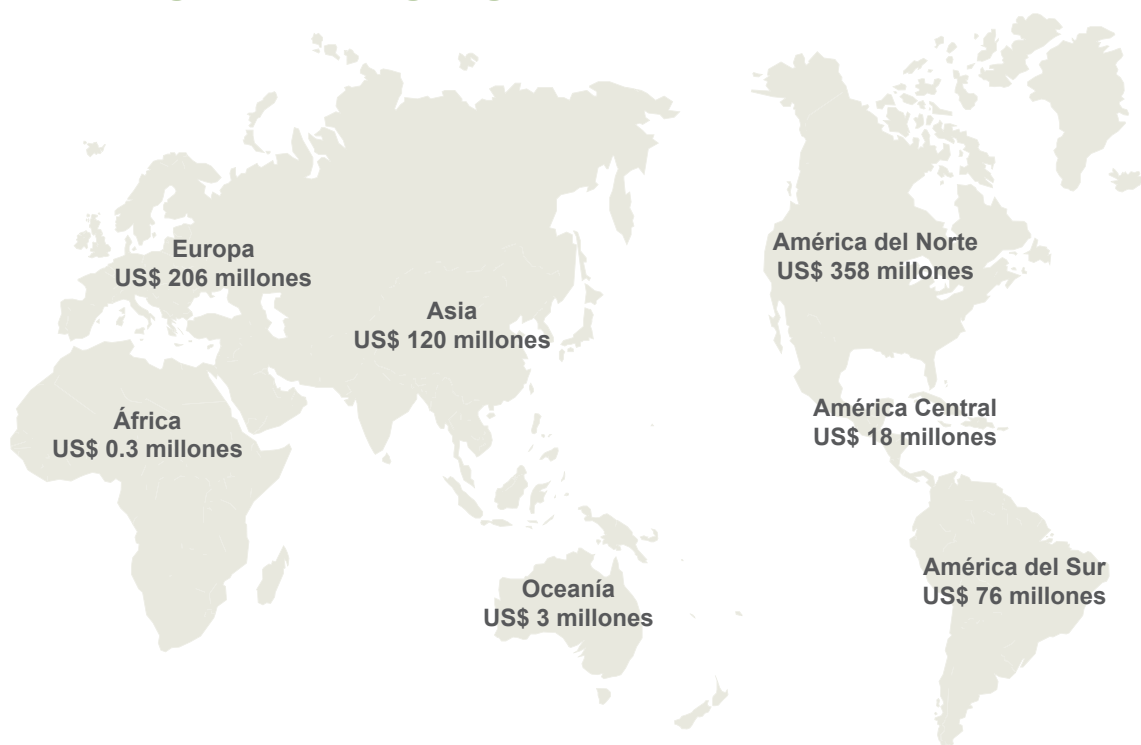 Europa
US$ 206 millones
América del Norte
US$ 358 millones
Asia
US$ 120 millones
América Central
US$ 18 millones
África
US$ 0.3 millones
América del Sur
US$ 76 millones
Oceanía
US$ 3 millones